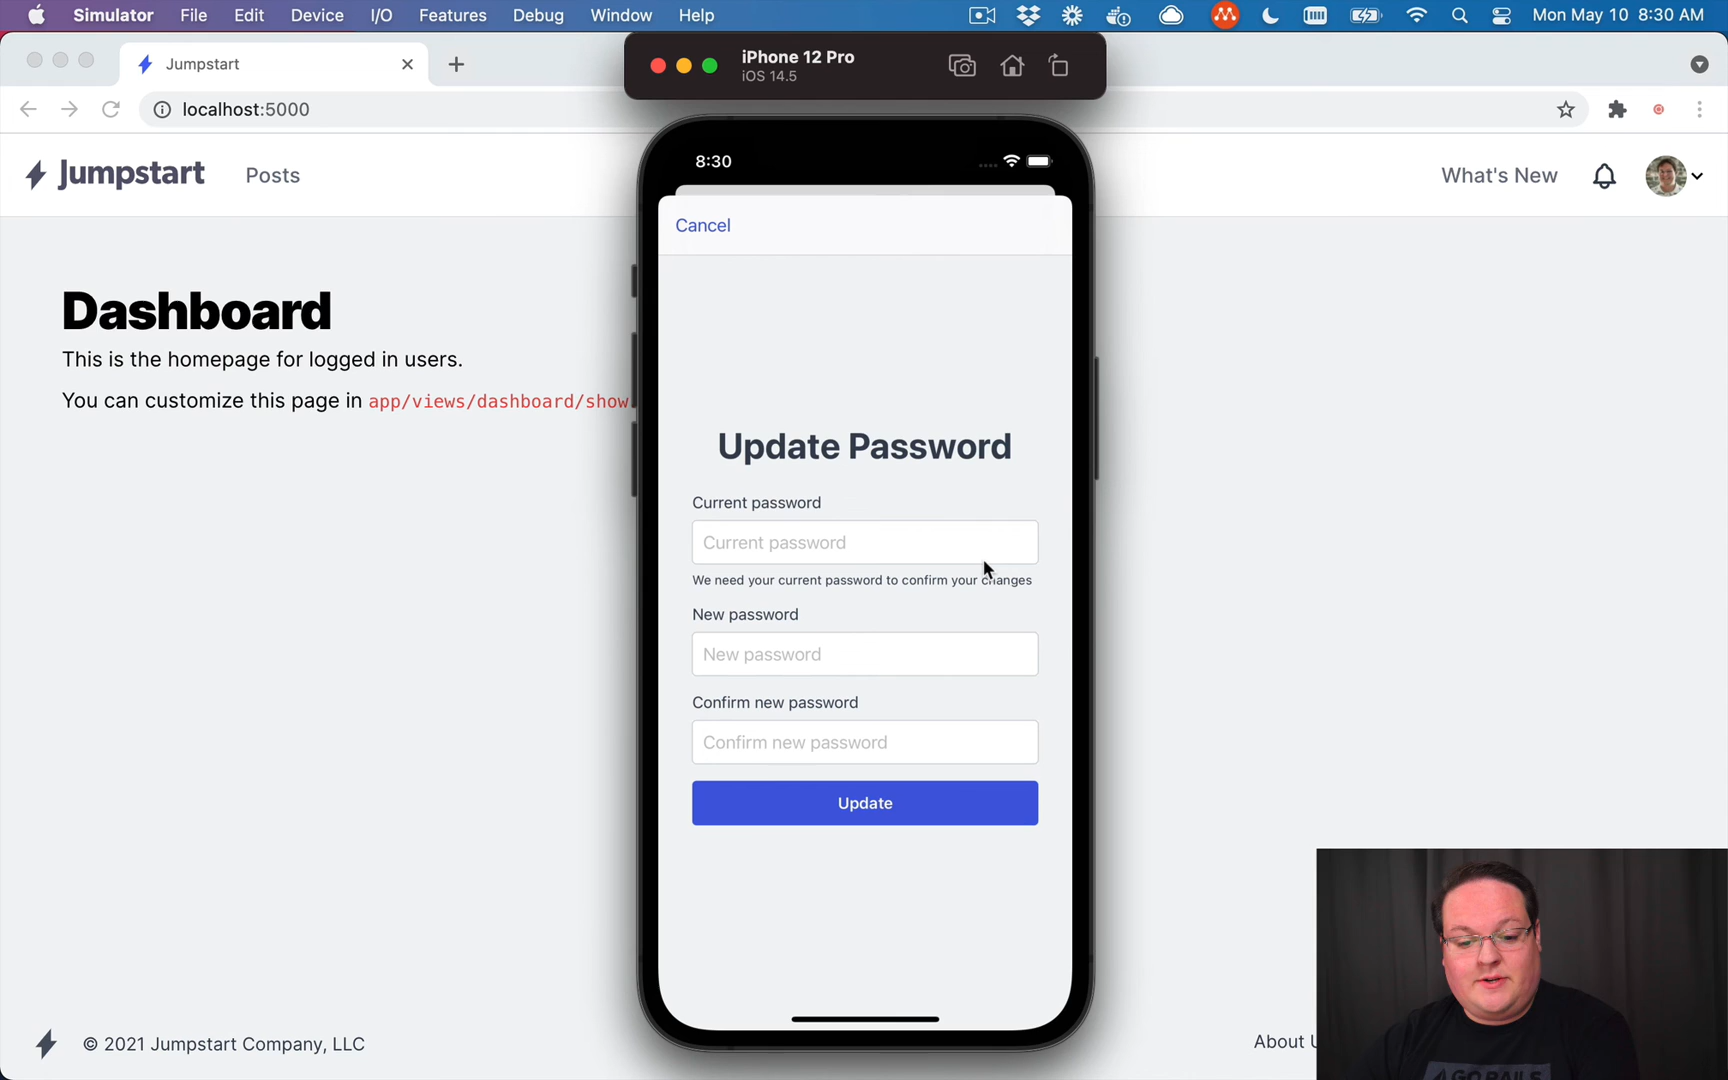 Simulator File Edit Device I/O Features Debug Window Help Mon May 10 8:30 AM
Jumpstart
iPhone 12 Pro
iOS 14.5
localhost:5000
8:30
Jumpstart Posts What's New
Cancel
Dashboard
This is the homepage for logged in users.
You can customize this page in app/views/dashboard/show
Update Password
Current password
Current password
We need your current password to confirm your changes
New password
New password
Confirm new password
Confirm new password
Update
© 2021 Jumpstart Company, LLC
About U
GO RAILS